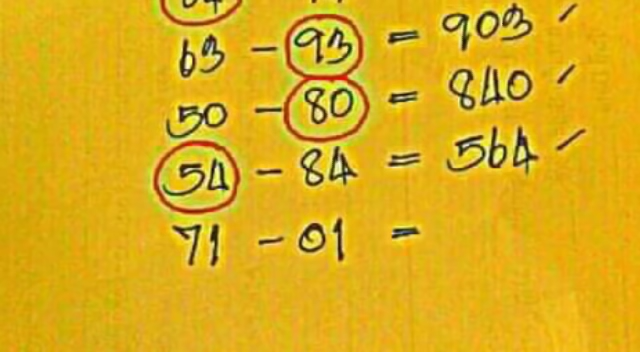 63 - 93 = 903 /
50 - 80 = 840 /
54 - 84 = 564 /
71 - 01 =